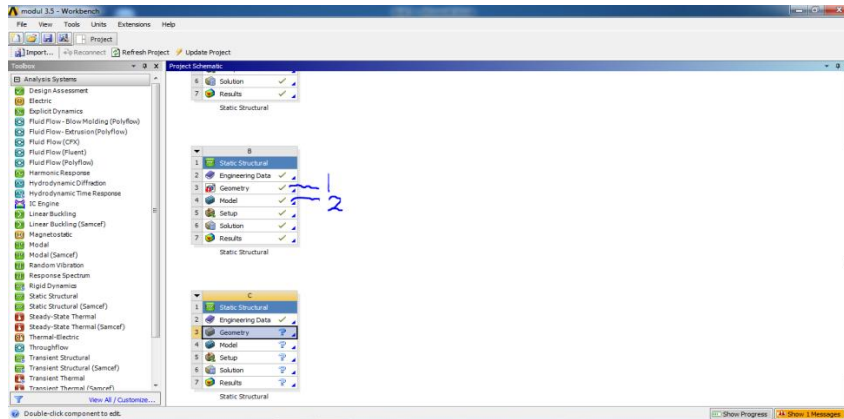 modul 3.5 - Workbench
File View Tools Units Extensions Help
Project
Import... Reconnect Refresh Project Update Project
Toolbox
Project Schematic
Analysis Systems
Design Assessment
Electric
Explicit Dynamics
Fluid Flow - Blow Molding (Polyflow)
Fluid Flow - Extrusion (Polyflow)
Fluid Flow (CFX)
Fluid Flow (Fluent)
Fluid Flow (Polyflow)
Harmonic Response
Hydrodynamic Diffraction
Hydrodynamic Time Response
IC Engine
Linear Buckling
Linear Buckling (Samcef)
Magnetostatic
Modal
Modal (Samcef)
Random Vibration
Response Spectrum
Rigid Dynamics
Static Structural
Static Structural (Samcef)
Steady-State Thermal
Steady-State Thermal (Samcef)
Thermal-Electric
Throughflow
Transient Structural
Transient Structural (Samcef)
Transient Thermal
Transient Thermal (Samcef)
View All / Customize...
6 Solution
7 Results
Static Structural
B
1 Static Structural
2 Engineering Data
3 Geometry 1
4 Model 2
5 Setup
6 Solution
7 Results
Static Structural
C
1 Static Structural
2 Engineering Data
3 Geometry ?
4 Model ?
5 Setup ?
6 Solution ?
7 Results ?
Static Structural
Double-click component to edit.
Show Progress Show 1 Messages